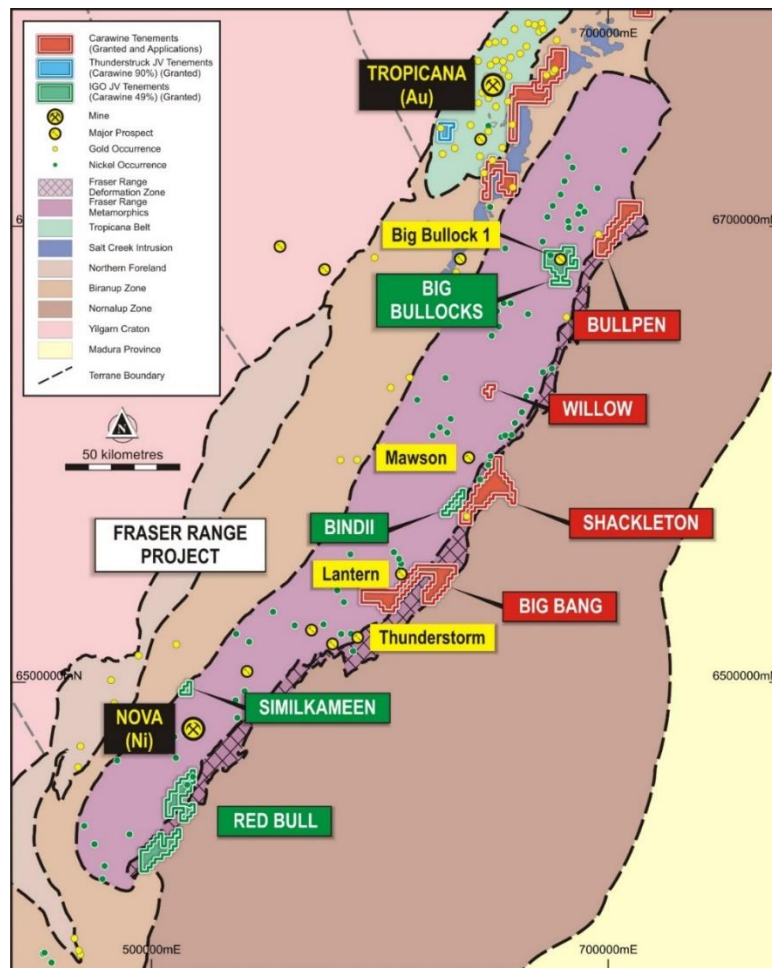 Carawine Tenements
(Granted and Applications)
Thunderstruck JV Tenements
(Carawine 90%) (Granted)
IGO JV Tenements
(Carawine 49%) (Granted)
Mine
Major Prospect
Gold Occurrence
Nickel Occurrence
Fraser Range
Deformation Zone
Fraser Range
Metamorphics
Tropicana Belt
Salt Creek Intrusion
Northern Foreland
Biranup Zone
Nornalup Zone
Yilgarn Craton
Madura Province
Terrane Boundary
N
50 kilometres
700000mE
TROPICANA
(Au)
6
6700000mN
Big Bullock 1
BIG
BULLOCKS
BULLPEN
WILLOW
Mawson
SHACKLETON
BINDII
FRASER RANGE
PROJECT
Lantern
BIG BANG
Thunderstorm
6500000mN
6500000m
SIMILKAMEEN
NOVA
(Ni)
RED BULL
500000mE
700000mE